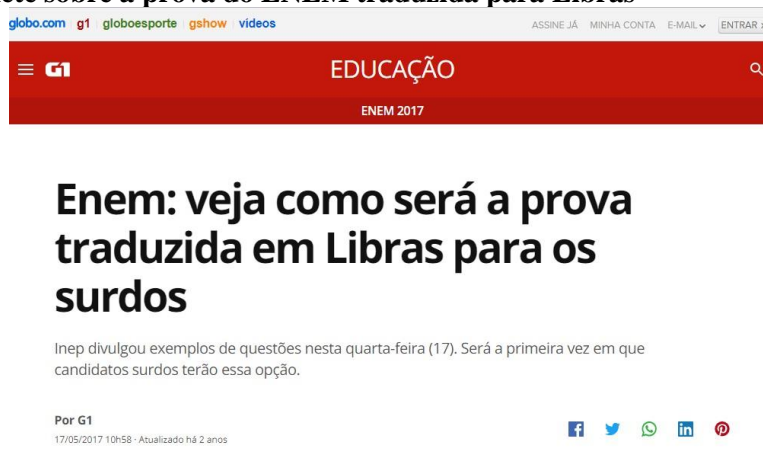 sobre a prova do ENEM traduzida para Libras
globo.com g1 globoesporte gshow videos ASSINE JÁ MINHA CONTA E-MAIL ENTRAR
G1 EDUCAÇÃO
ENEM 2017
Enem: veja como será a prova
traduzida em Libras para os
surdos
Inep divulgou exemplos de questões nesta quarta-feira (17). Será a primeira vez em que
candidatos surdos terão essa opção.
Por G1
17/05/2017 10h58 · Atualizado há 2 anos